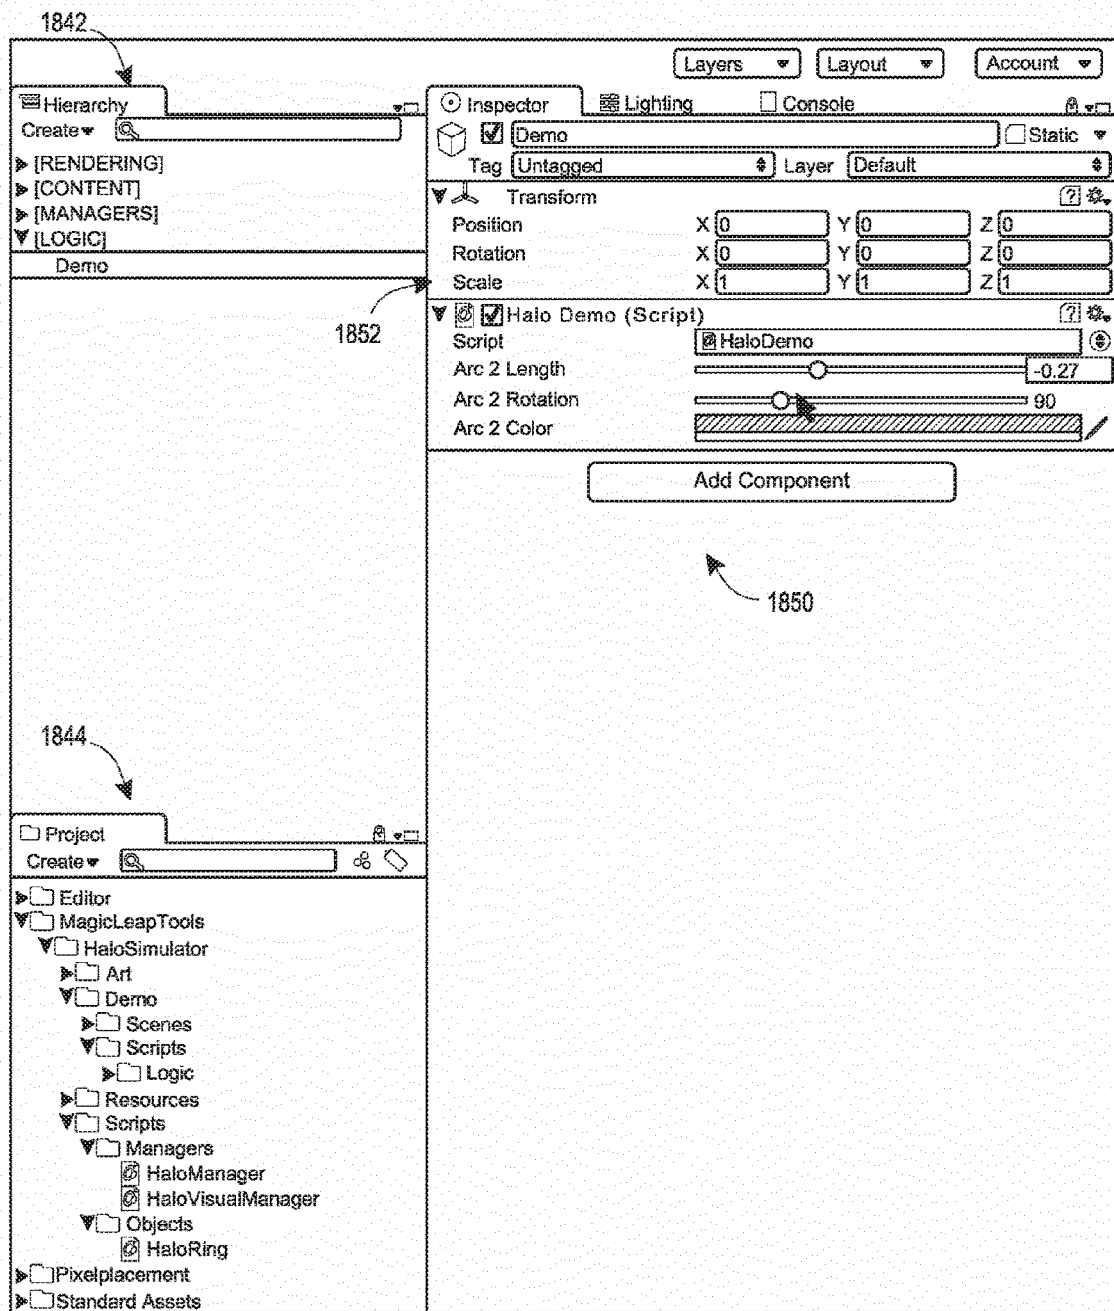 1842
Layers Layout Account
Hierarchy
Create
[RENDERING]
[CONTENT]
[MANAGERS]
[LOGIC]
Demo
Inspector Lighting Console
Demo Static
Tag Untagged Layer Default
Transform
Position X 0 Y 0 Z 0
Rotation X 0 Y 0 Z 0
Scale X 1 Y 1 Z 1
1852
Halo Demo (Script)
Script HaloDemo
Arc 2 Length -0.27
Arc 2 Rotation 90
Arc 2 Color
Add Component
1850
1844
Project
Create
Editor
MagicLeapTools
HaloSimulator
Art
Demo
Scenes
Scripts
Logic
Resources
Scripts
Managers
HaloManager
HaloVisualManager
Objects
HaloRing
Pixelplacement
Standard Assets